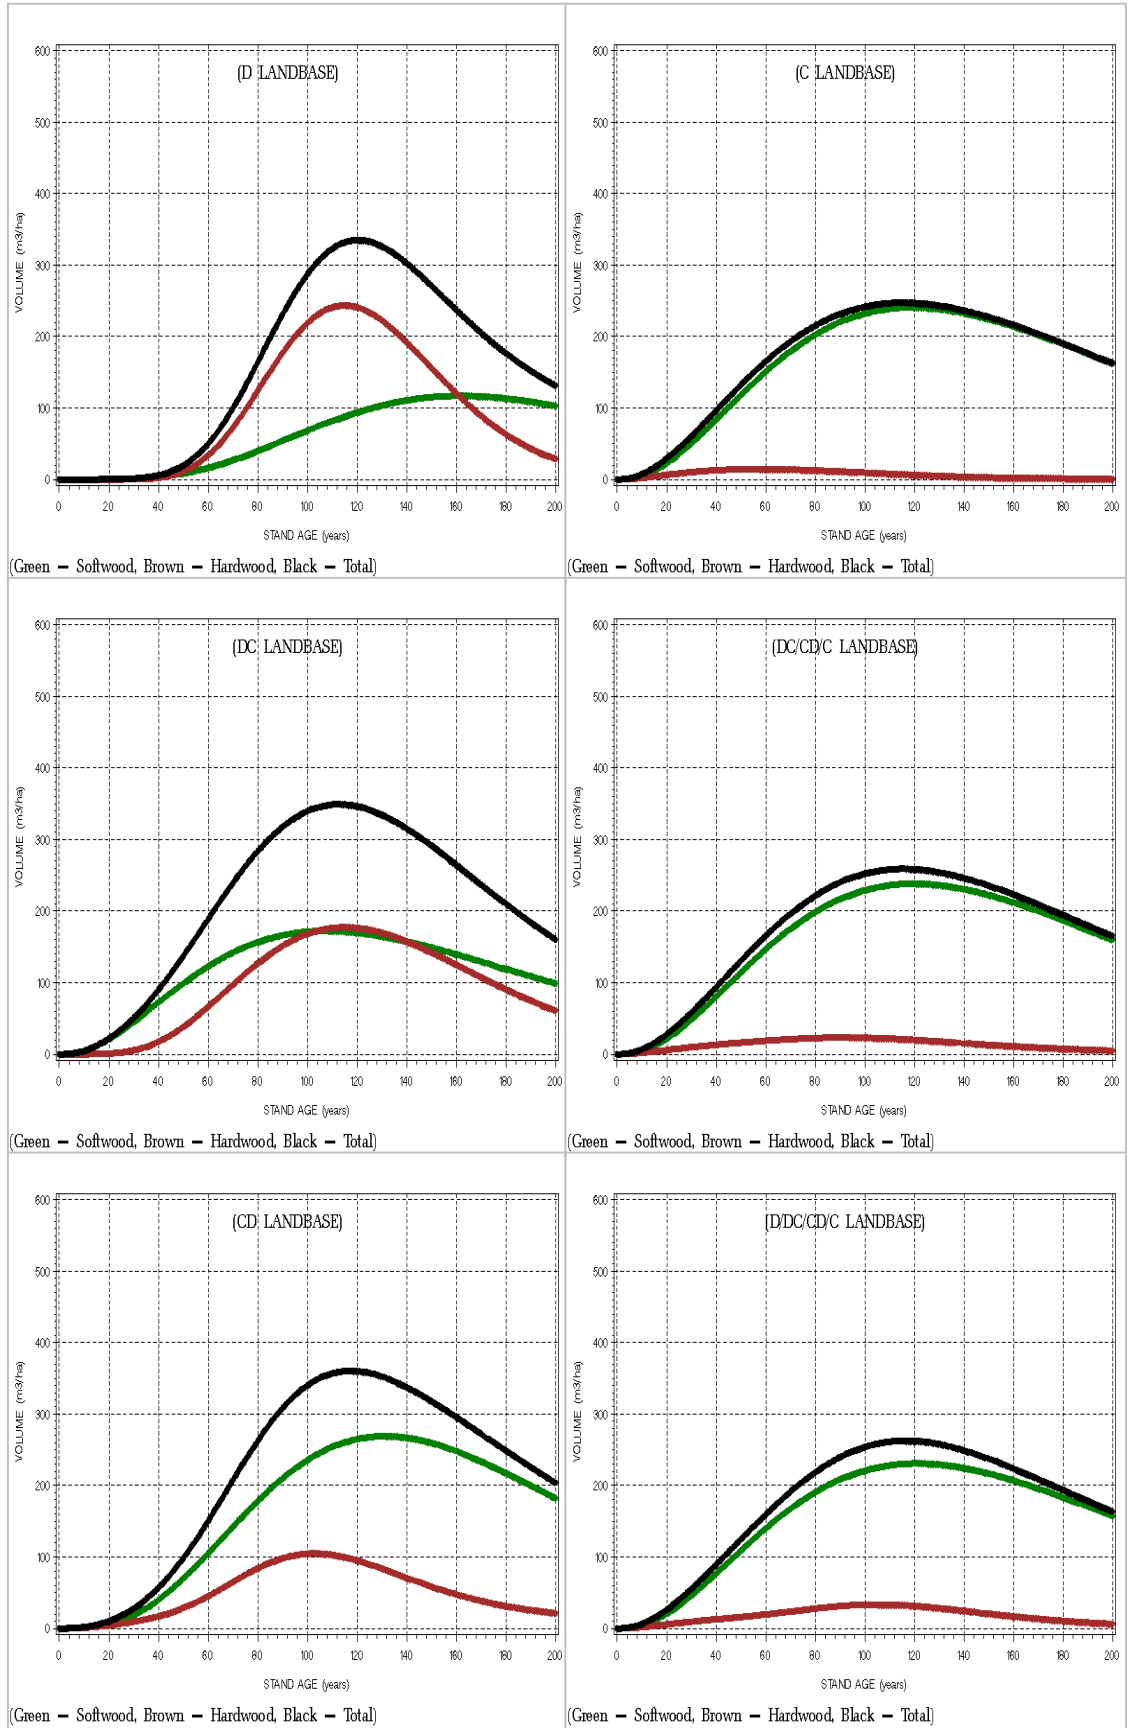 (D LANDBASE)
600
500
400
300
200
100
0
VOLUME (m3/ha)
0 20 40 60 80 100 120 140 160 180 200
STAND AGE (years)
(Green - Softwood, Brown - Hardwood, Black - Total)
(C LANDBASE)
600
500
400
300
200
100
0
VOLUME (m3/ha)
0 20 40 60 80 100 120 140 160 180 200
STAND AGE (years)
(Green - Softwood, Brown - Hardwood, Black - Total)
(DC LANDBASE)
600
500
400
300
200
100
0
VOLUME (m3/ha)
0 20 40 60 80 100 120 140 160 180 200
STAND AGE (years)
(Green - Softwood, Brown - Hardwood, Black - Total)
(DC/CD/C LANDBASE)
600
500
400
300
200
100
0
VOLUME (m3/ha)
0 20 40 60 80 100 120 140 160 180 200
STAND AGE (years)
(Green - Softwood, Brown - Hardwood, Black - Total)
(CD LANDBASE)
600
500
400
300
200
100
0
VOLUME (m3/ha)
0 20 40 60 80 100 120 140 160 180 200
STAND AGE (years)
(Green - Softwood, Brown - Hardwood, Black - Total)
(D/DC/CD/C LANDBASE)
600
500
400
300
200
100
0
VOLUME (m3/ha)
0 20 40 60 80 100 120 140 160 180 200
STAND AGE (years)
(Green - Softwood, Brown - Hardwood, Black - Total)